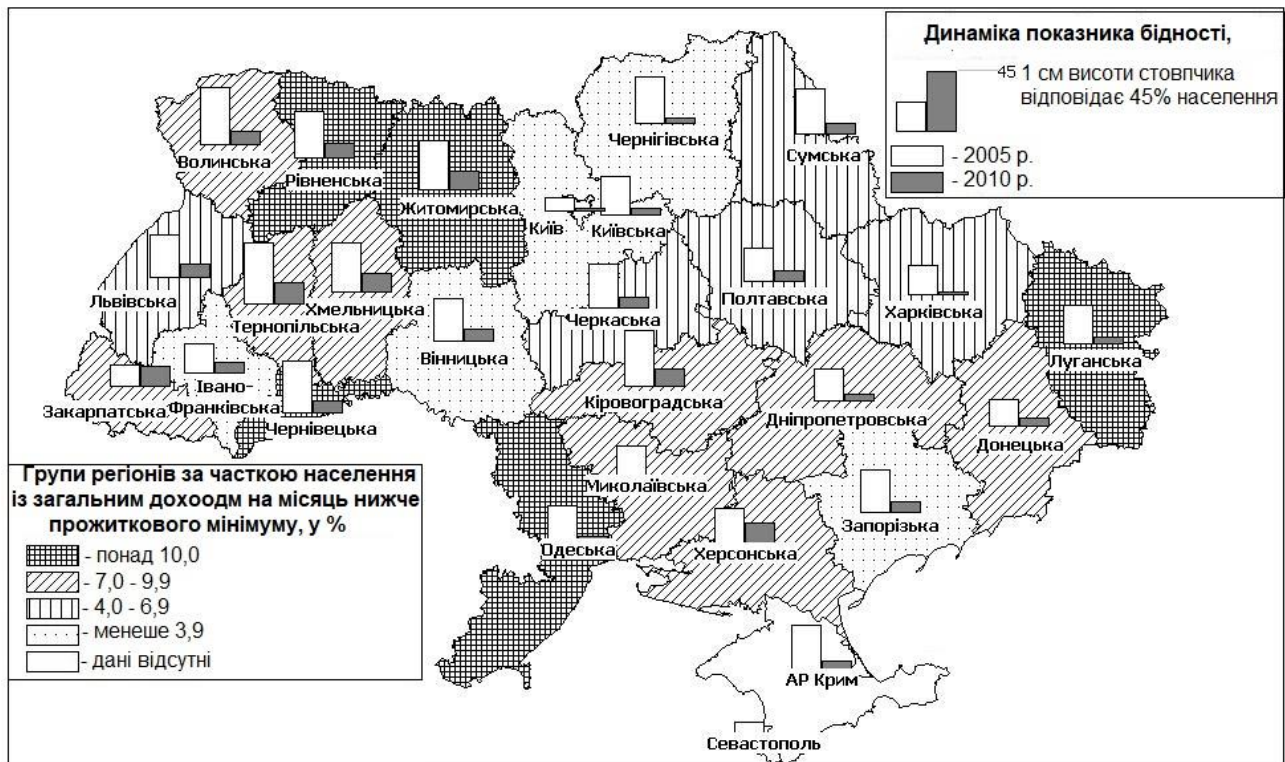 Динаміка показника бідності,
45 1 см висоти стовпчика
відповідає 45% населення
- 2005 р.
- 2010 р.
Чернігівська
Волинська
Сумська
Рівненська
Житомирська
Київ
Київська
Львівська
Хмельницька
Тернопільська
Черкаська
Полтавська
Харківська
Вінницька
Луганська
Івано-
Франківська
Закарпатська
Чернівецька
Кіровоградська
Дніпропетровська
Донецька
Миколаївська
Запорізька
Одеська
Херсонська
АР Крим
Севастополь
Групи регіонів за часткою населення
із загальним доходм на місяць нижче
прожиткового мінімуму, у %
- понад 10,0
- 7,0 - 9,9
- 4,0 - 6,9
- менеше 3,9
- дані відсутні